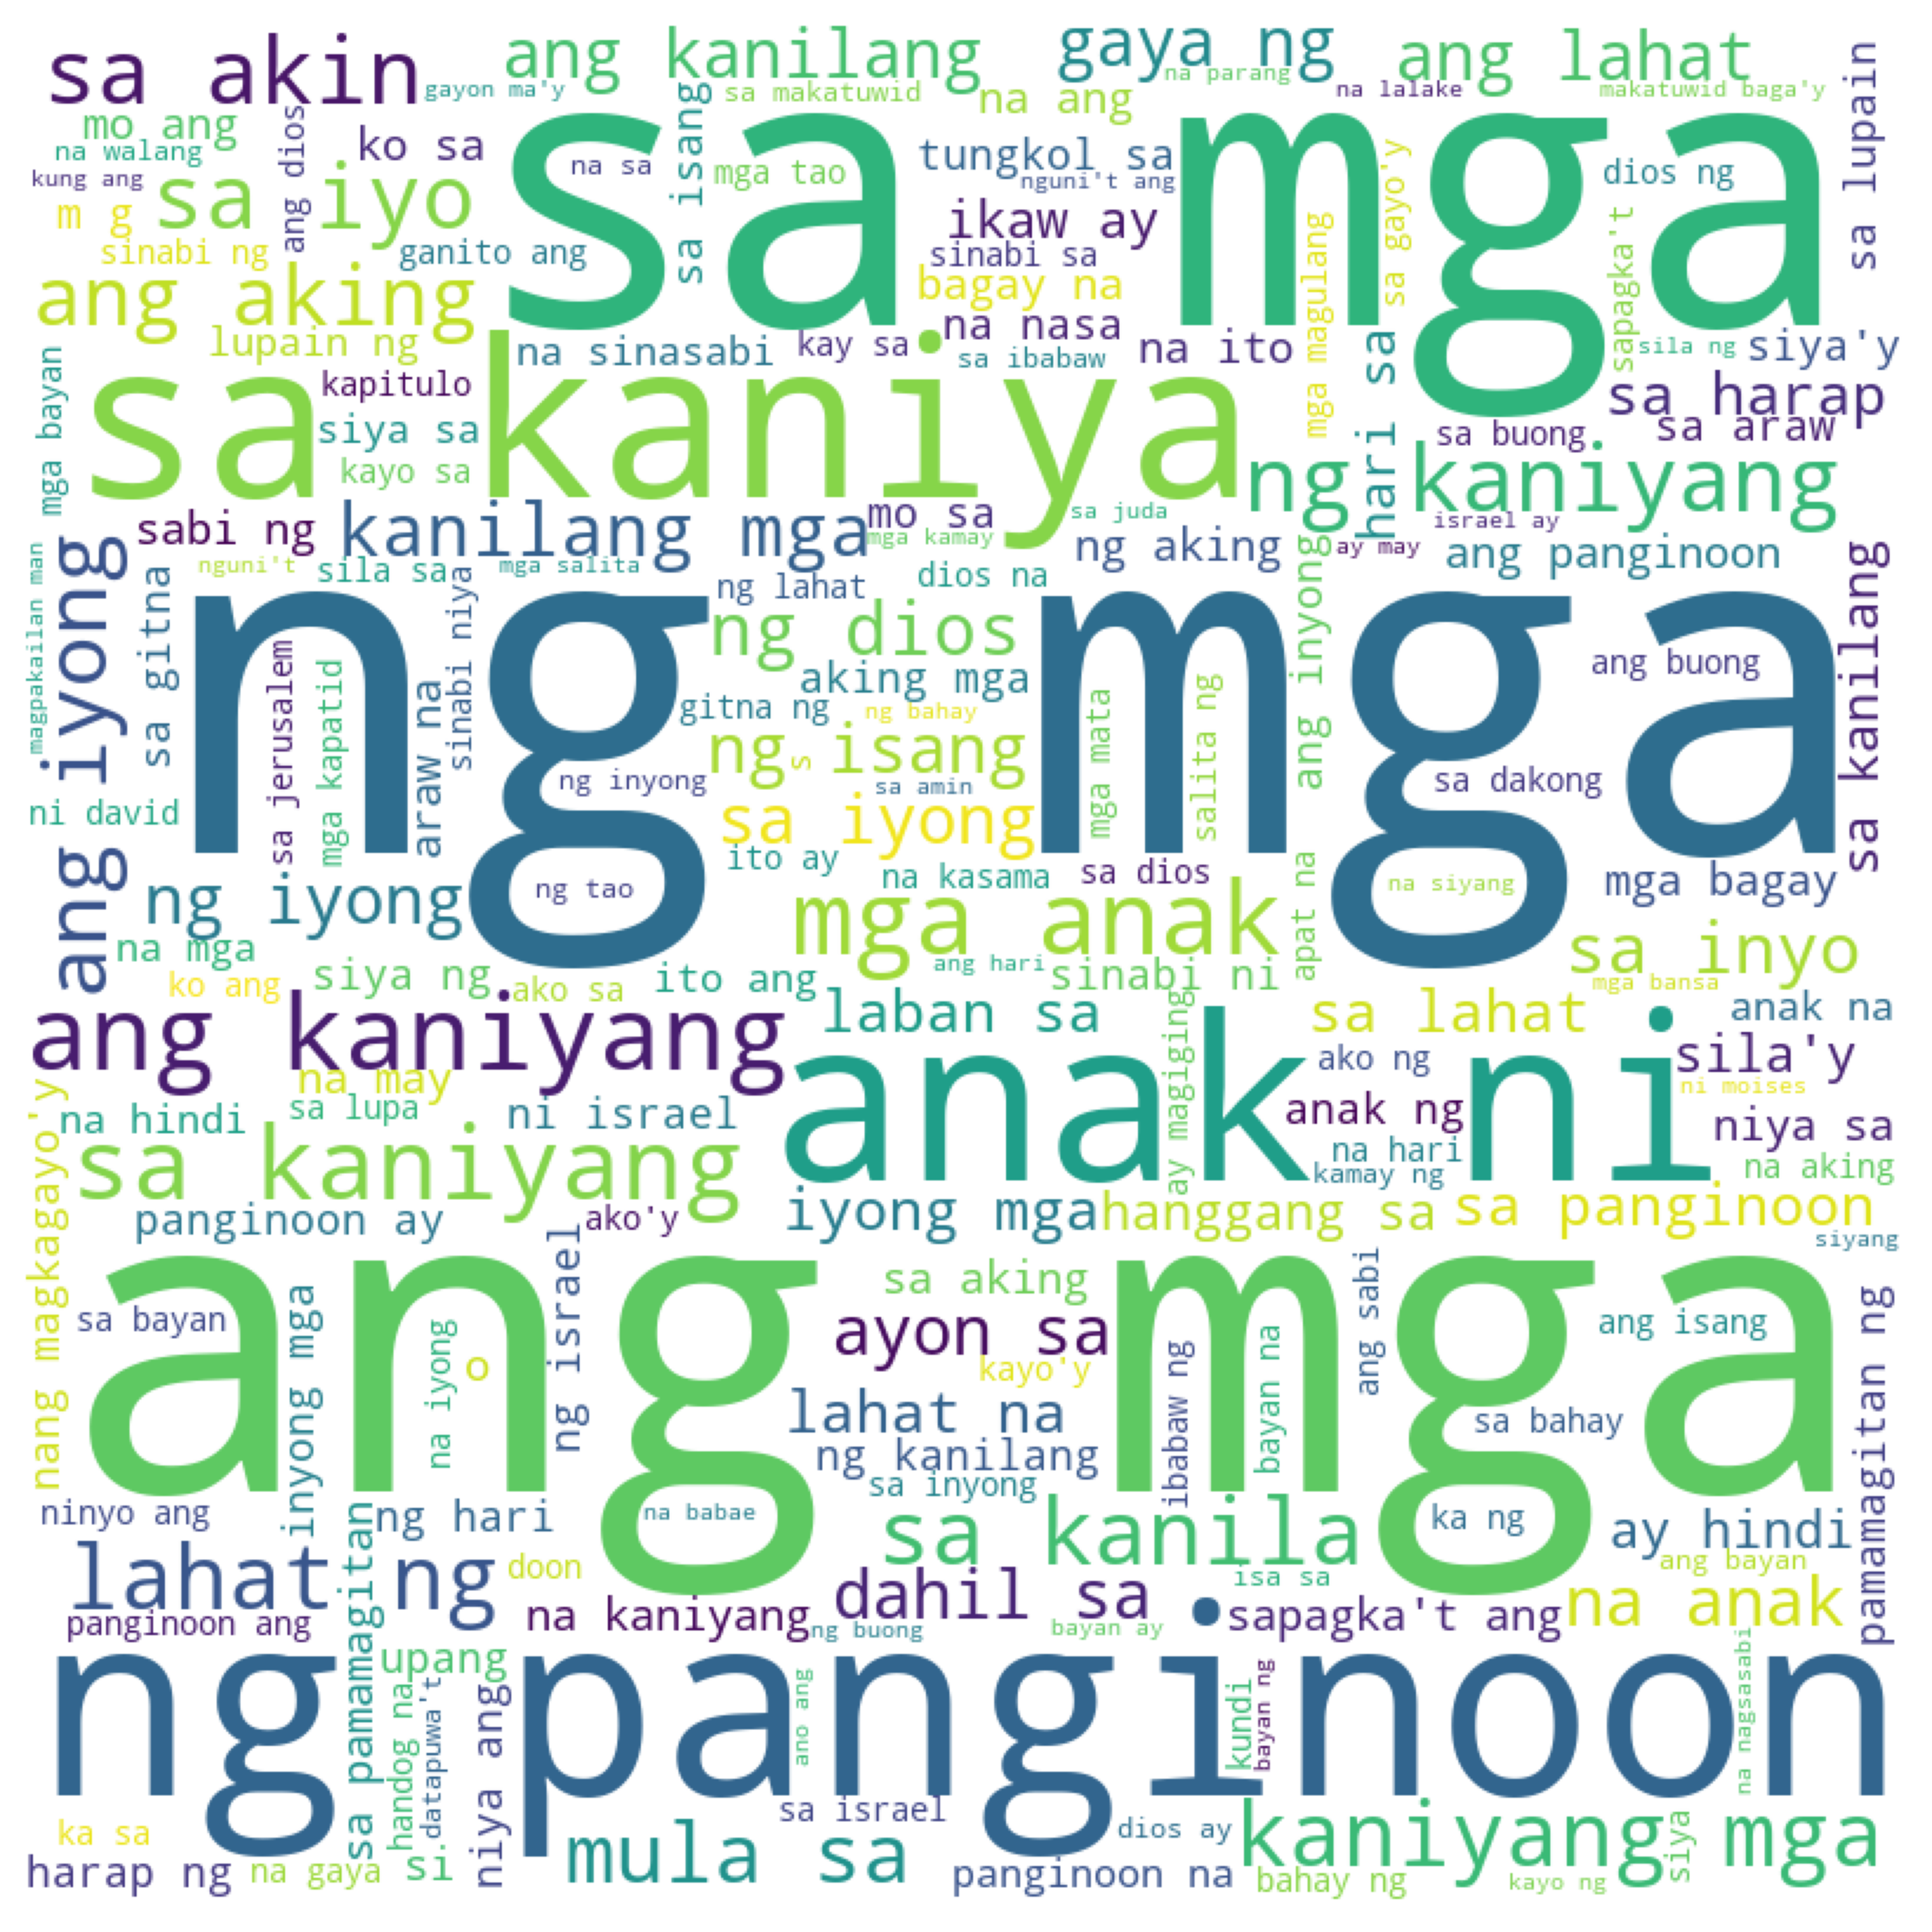 sa akin
ang kanilang
gaya ng
ang lahat
gayon ma'y
na parang
na lalake
makatuwid baga'y
sa makatuwid
na ang
mo ang
ang dios
ko sa
sa isang
sa mga
tungkol sa
sa lupain
na walang
na sa
mga tao
nguni't ang
sa gayo'y
dios ng
kung ang
sa iyo
m g
ikaw ay
mga magulang
sapagka't
sinabi ng
ganito ang
sinabi sa
ang aking
bagay na
lupain ng
na sinasabi
kay sa
na nasa
sa ibabaw
na ito
hari sa
sila ng
siya'y
mga bayan
kapitulo
sa kaniya
sa harap
siya sa
sa buong
sa araw
kayo sa
ng kaniyang
sabi ng
kanilang mga
mo sa
sa juda
israel ay
mga kamay
ng aking
ay may
ang panginoon
magpakailan man
ang iyong
nguni't
sila sa
mga salita
sinabi niya
ng lahat
dios na
ang inyong
sa kanilang
sa gitna
ng mga
ng dios
ang buong
sa jerusalem
mga kapatid
araw na
aking mga
mga mata
salita ng
gitna ng
ng bahay
ng isang
s
ng inyong
sa amin
sa dakong
ni david
sa iyong
ito ay
na kasama
sa dios
apat na
ng tao
na siyang
mga bagay
ng iyong
mga anak
na mga
sa inyo
ko ang
siya ng
ako sa
ito ang
ang hari
sinabi ni
mga bansa
ang kaniyang
laban sa
ay magiging
sa lahat
anak na
anak ni
ako ng
sila'y
nang magkakagayo'y
na may
ni moises
na hindi
sa lupa
ni israel
anak ng
niya sa
sa kaniyang
na hari
kamay ng
na aking
panginoon ay
ako'y
iyong mga
hanggang sa
sa panginoon
siyang
ang mga
ng israel
sa aking
ang sabi
sa bayan
inyong mga
na iyong
o
ayon sa
kayo'y
ibabaw ng
bayan na
ang isang
pamamagitan ng
lahat na
sa bahay
ng kanilang
sa inyong
ninyo ang
sa pamamagitan
ng hari
na babae
sa kanila
ka ng
ay hindi
lahat ng
doon
dahil sa
isa sa
ang bayan
panginoon ang
na kaniyang
ng buong
bayan ay
sapagka't ang
na anak
ng panginoon
upang
handog na
datapuwa't
niya ang
ano ang
kundi
bayan ng
na nagsasabi
ka sa
sa israel
mula sa
dios ay
kaniyang mga
siya
harap ng
na gaya
si
panginoon na
bahay ng
kayo ng